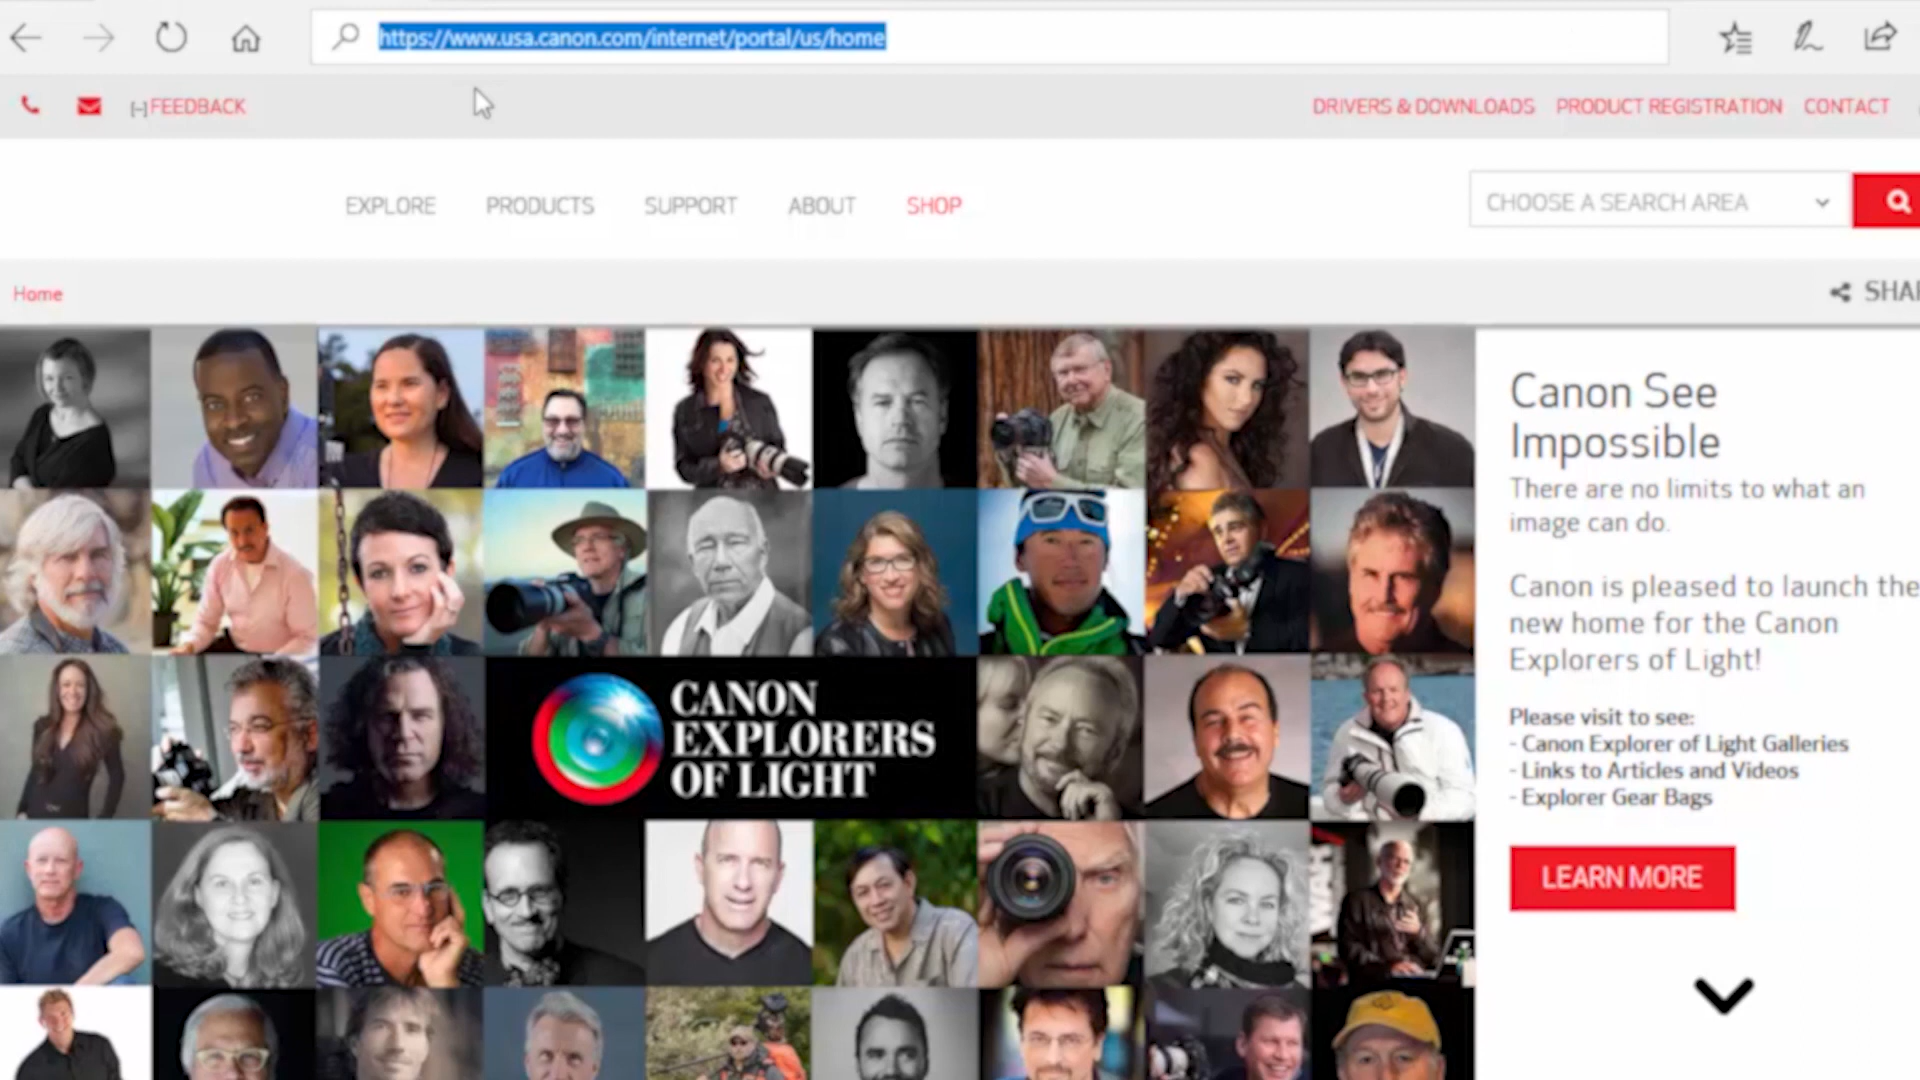 https://www.usa.canon.com/internet/portal/us/home
[-] FEEDBACK
DRIVERS & DOWNLOADS PRODUCT REGISTRATION CONTACT
EXPLORE PRODUCTS SUPPORT ABOUT SHOP
CHOOSE A SEARCH AREA
Home
Canon See
Impossible
There are no limits to what an
image can do.
Canon is pleased to launch the
new home for the Canon
Explorers of Light!
Please visit to see:
- Canon Explorer of Light Galleries
- Links to Articles and Videos
- Explorer Gear Bags
LEARN MORE
CANON
EXPLORERS
OF LIGHT